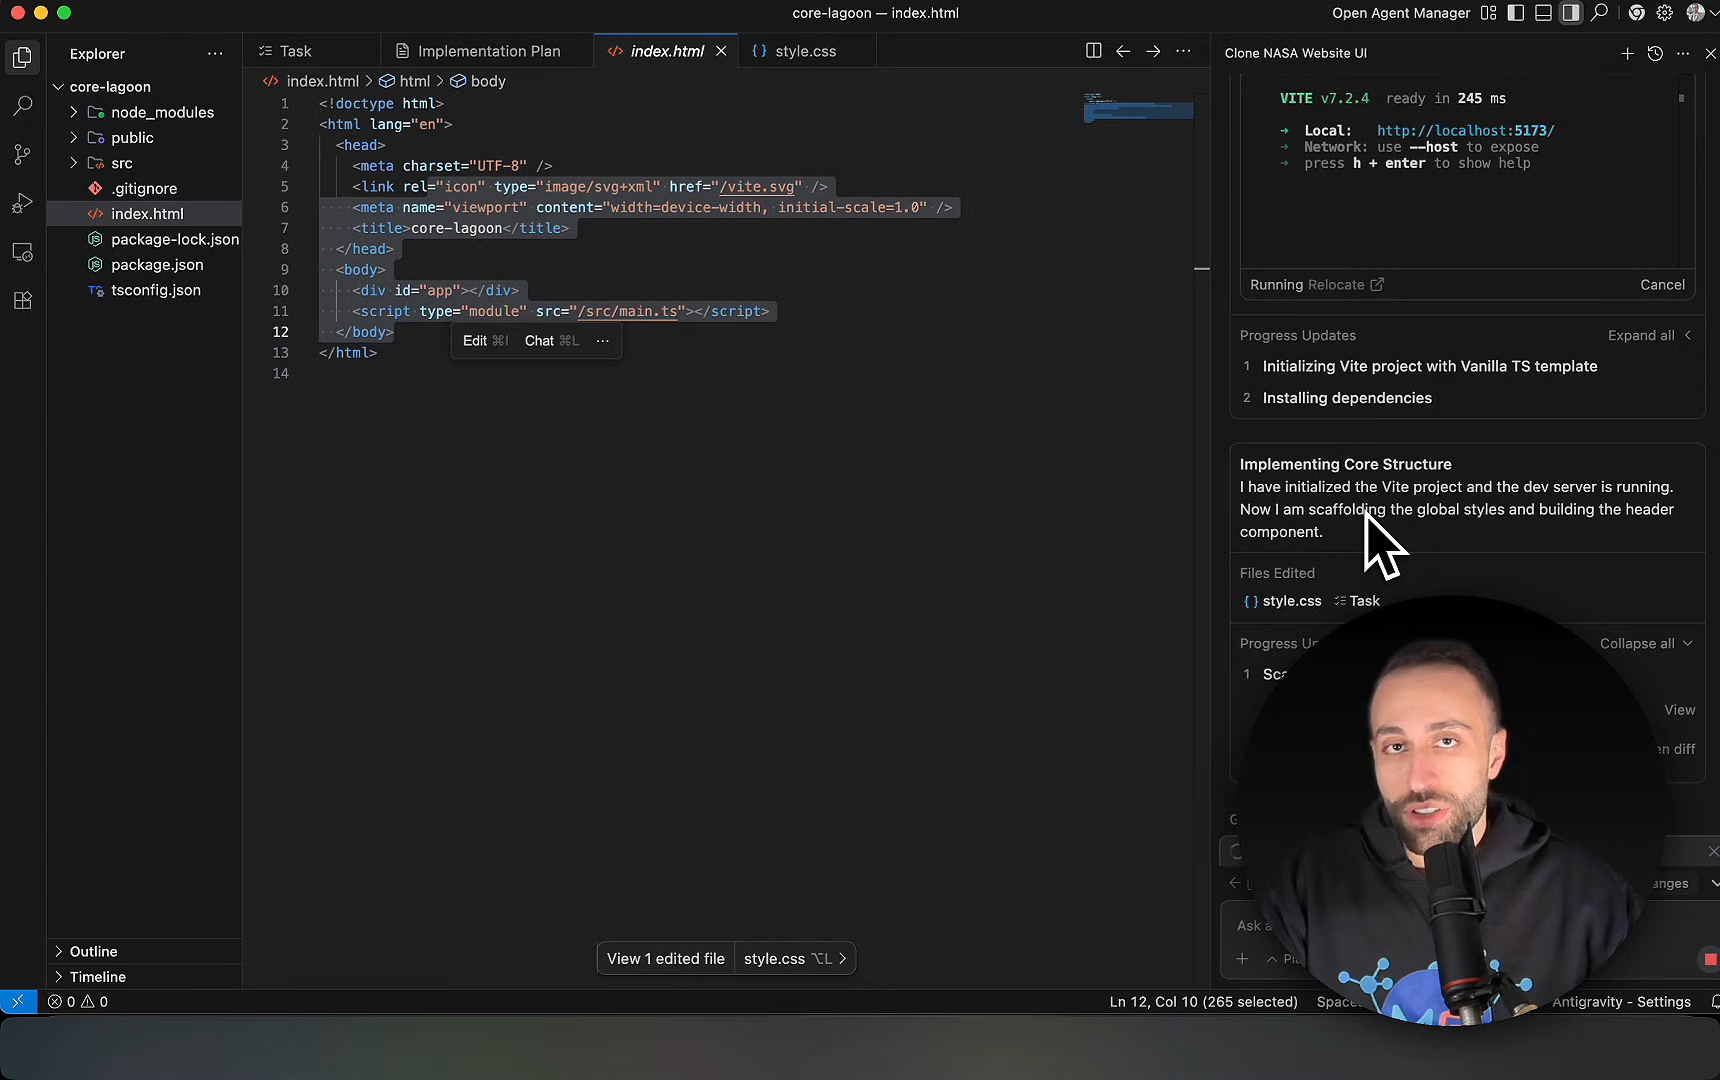 core-lagoon — index.html
Open Agent Manager
Explorer
Task
Implementation Plan
index.html
{ } style.css
Clone NASA Website UI
core-lagoon
node_modules
public
src
.gitignore
index.html
package-lock.json
package.json
TS tsconfig.json
Outline
Timeline
index.html > html > body
1 <!doctype html>
2 <html lang="en">
3 <head>
4 <meta charset="UTF-8" />
5 <link rel="icon" type="image/svg+xml" href="/vite.svg" />
6 <meta name="viewport" content="width=device-width, initial-scale=1.0" />
7 <title>core-lagoon</title>
8 </head>
9 <body>
10 <div id="app"></div>
11 <script type="module" src="/src/main.ts"></script>
12 </body>
13 </html>
14
Edit ⌘I Chat ⌘L ...
View 1 edited file style.css ⌥L >
VITE v7.2.4 ready in 245 ms
➜ Local: http://localhost:5173/
➜ Network: use --host to expose
➜ press h + enter to show help
Running Relocate
Cancel
Progress Updates
Expand all
1 Initializing Vite project with Vanilla TS template
2 Installing dependencies
Implementing Core Structure
I have initialized the Vite project and the dev server is running.
Now I am scaffolding the global styles and building the header
component.
Files Edited
{ } style.css Task
Progress
Collapse all
1
View
diff
Ask
0 0
Ln 12, Col 10 (265 selected)
Antigravity - Settings